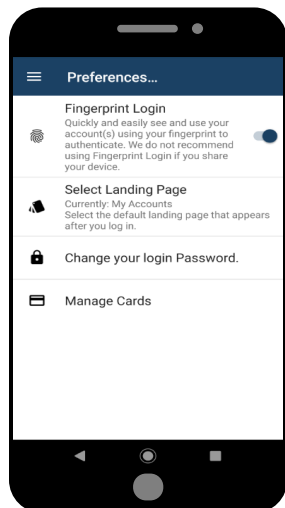 Preferences...
Fingerprint Login
Quickly and easily see and use your
account(s) using your fingerprint to
authenticate. We do not recommend
using Fingerprint Login if you share
your device.
Select Landing Page
Currently: My Accounts
Select the default landing page that appears
after you log in.
Change your login Password.
Manage Cards